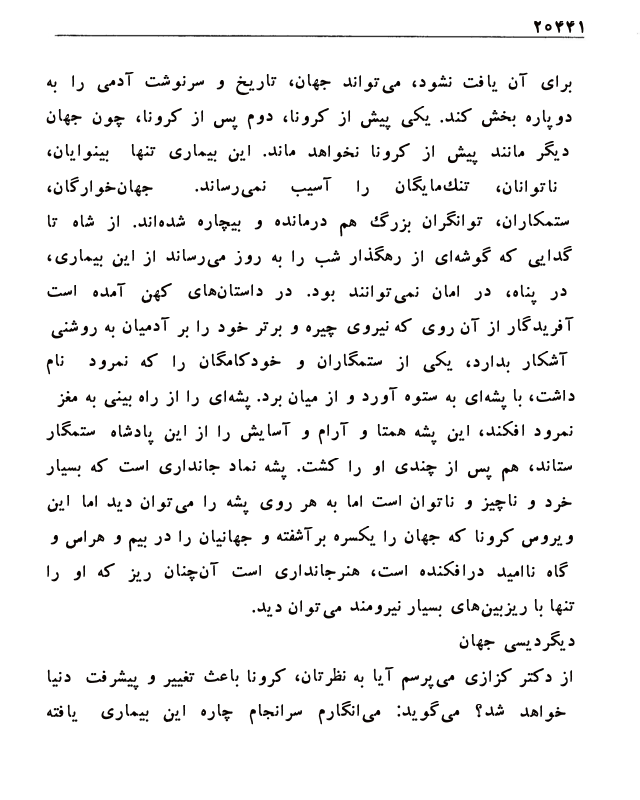 ۲۰۴۴۱
برای آن یافت نشود، می‌تواند جهان، تاریخ و سرنوشت آدمی را به
دوپاره بخش کند. یکی پیش از کرونا، دوم پس از کرونا، چون جهان
دیگر مانند پیش از کرونا نخواهد ماند. این بیماری تنها بینوایان،
ناتوانان، تنك‌مایگان را آسیب نمی‌رساند. جهان‌خوارگان،
ستمکاران، توانگران بزرگ هم درمانده و بیچاره شده‌اند. از شاه تا
گدایی که گوشه‌ای از رهگذار شب را به روز می‌رساند از این بیماری،
در پناه، در امان نمی‌توانند بود. در داستان‌های کهن آمده است
آفریدگار از آن روی که نیروی چیره و برتر خود را بر آدمیان به روشنی
آشکار بدارد، یکی از ستمگاران و خودکامگان را که نمرود نام
داشت، با پشه‌ای به ستوه آورد و از میان برد. پشه‌ای را از راه بینی به مغز
نمرود افکند، این پشه همتا و آرام و آسایش را از این پادشاه ستمگار
ستاند، هم پس از چندی او را کشت. پشه نماد جانداری است که بسیار
خرد و ناچیز و ناتوان است اما به هر روی پشه را می‌توان دید اما این
ویروس کرونا که جهان را یکسره برآشفته و جهانیان را در بیم و هراس و
گاه ناامید درافکنده است، هنرجانداری است آن‌چنان ریز که او را
تنها با ریزبین‌های بسیار نیرومند می‌توان دید.
دیگردیسی جهان
از دکتر کزازی می‌پرسم آیا به نظرتان، کرونا باعث تغییر و پیشرفت دنیا
خواهد شد؟ می‌گوید: می‌انگارم سرانجام چاره این بیماری یافته